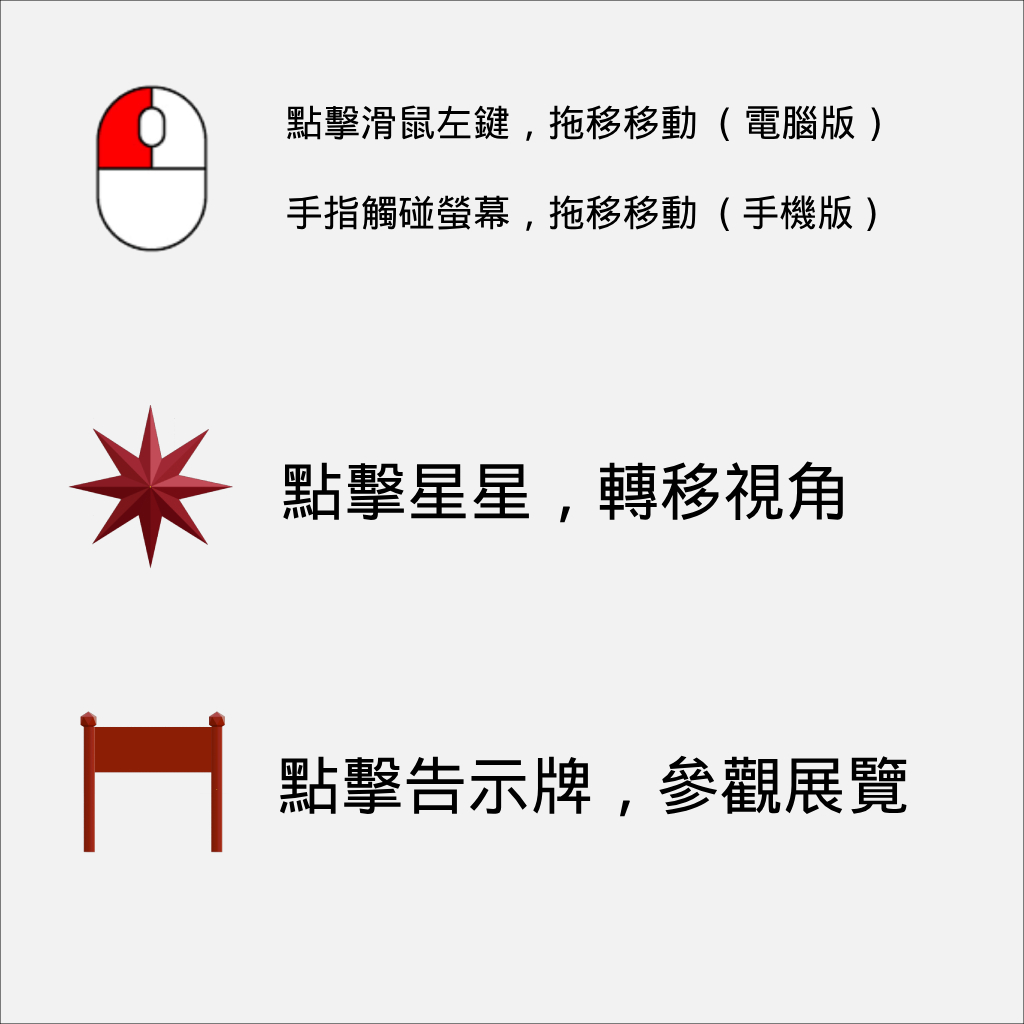 點擊滑鼠左鍵，拖移移動（電腦版）
手指觸碰螢幕，拖移移動（手機版）
點擊星星，轉移視角
點擊告示牌，參觀展覽